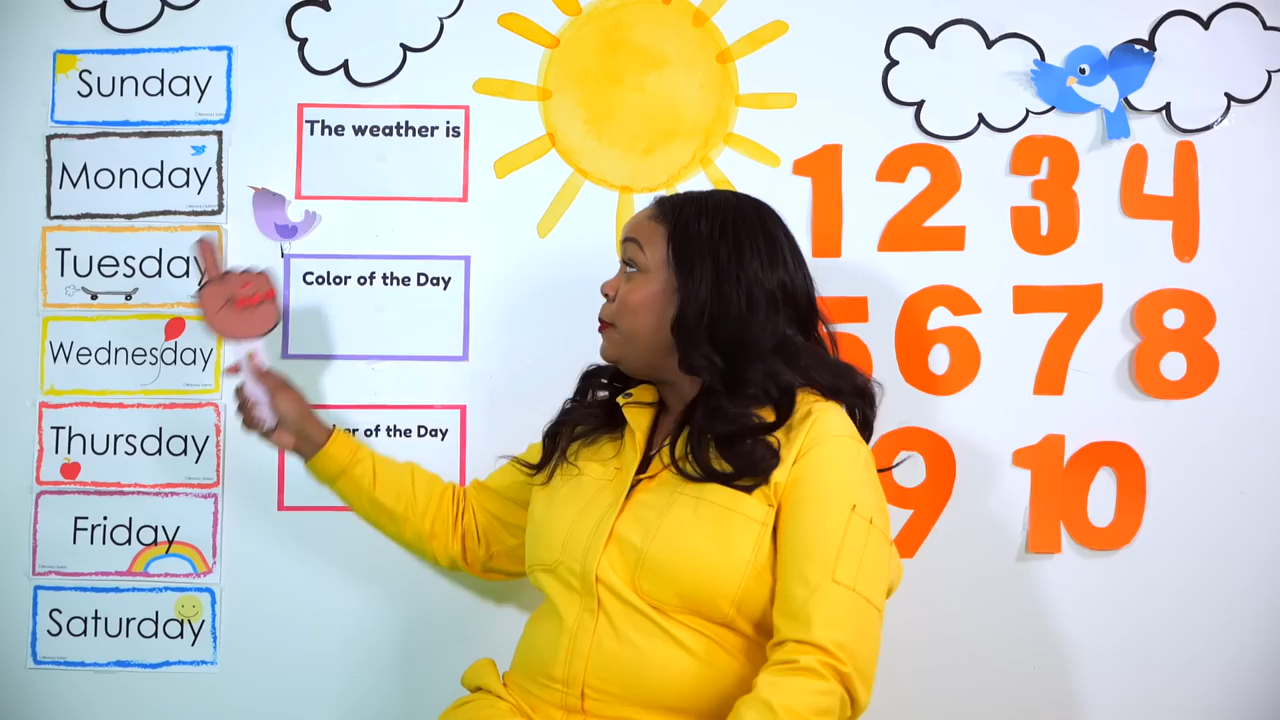 Sunday
Monday
Tuesday
Wednesday
Thursday
Friday
Saturday
The weather is
Color of the Day
of the Day
1 2 3 4
5 6 7 8
9 10